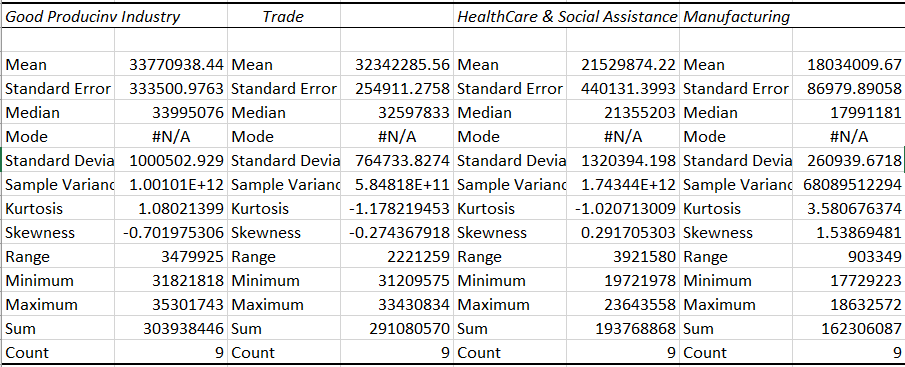 Good Producinv Industry Trade HealthCare & Social Assistance Manufacturing
Mean 33770938.44 Mean 32342285.56 Mean 21529874.22 Mean 18034009.67
Standard Error 333500.9763 Standard Error 254911.2758 Standard Error 440131.3993 Standard Error 86979.89058
Median 33995076 Median 32597833 Median 21355203 Median 17991181
Mode #N/A Mode #N/A Mode #N/A Mode #N/A
Standard Devia 1000502.929 Standard Devia 764733.8274 Standard Devia 1320394.198 Standard Devia 260939.6718
Sample Varianc 1.00101E+12 Sample Varianc 5.84818E+11 Sample Varianc 1.74344E+12 Sample Varianc 68089512294
Kurtosis 1.08021399 Kurtosis -1.178219453 Kurtosis -1.020713009 Kurtosis 3.580676374
Skewness -0.701975306 Skewness -0.274367918 Skewness 0.291705303 Skewness 1.53869481
Range 3479925 Range 2221259 Range 3921580 Range 903349
Minimum 31821818 Minimum 31209575 Minimum 19721978 Minimum 17729223
Maximum 35301743 Maximum 33430834 Maximum 23643558 Maximum 18632572
Sum 303938446 Sum 291080570 Sum 193768868 Sum 162306087
Count 9 Count 9 Count 9 Count 9